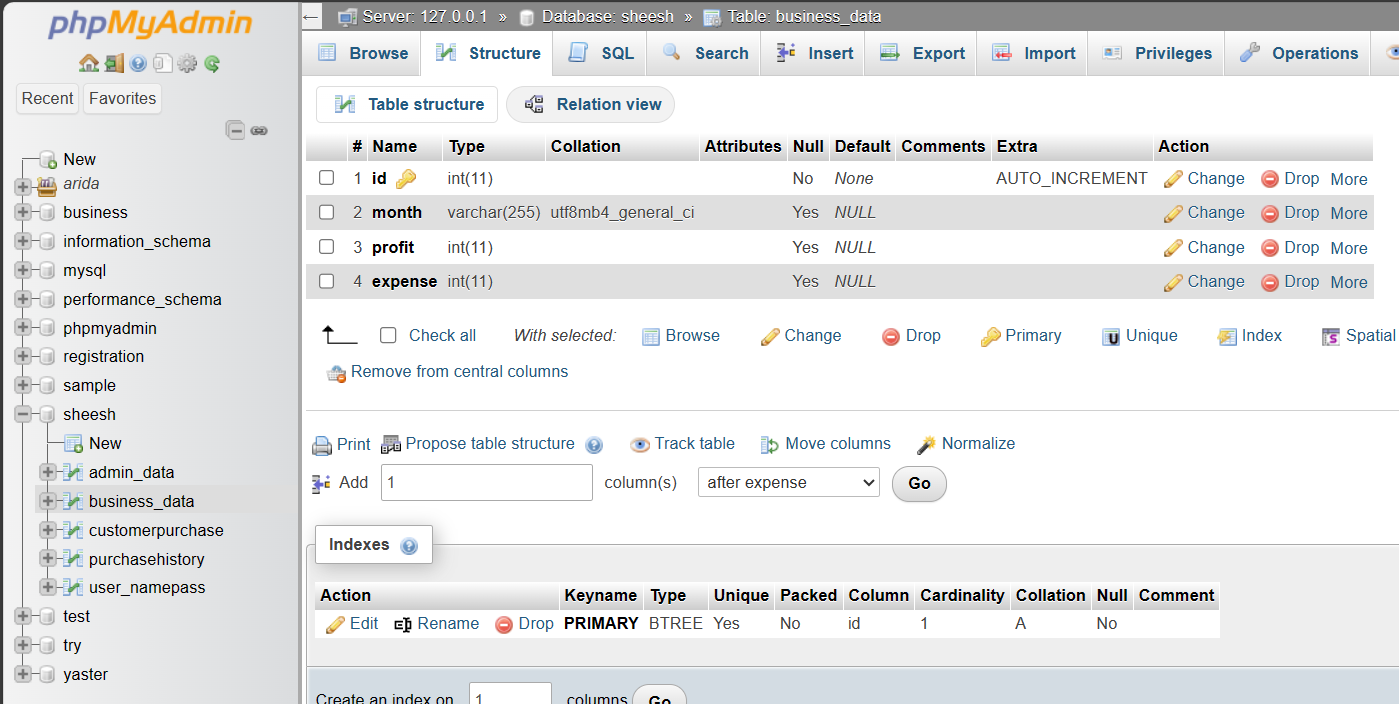 phpMyAdmin
Recent Favorites
New
arida
business
information_schema
mysql
performance_schema
phpmyadmin
registration
sample
sheesh
New
admin_data
business_data
customerpurchase
purchasehistory
user_namepass
test
try
yaster
Server: 127.0.0.1 » Database: sheesh » Table: business_data
Browse Structure SQL Search Insert Export Import Privileges Operations
Table structure Relation view
# Name Type Collation Attributes Null Default Comments Extra Action
1 id int(11) No None AUTO_INCREMENT Change Drop More
2 month varchar(255) utf8mb4_general_ci Yes NULL Change Drop More
3 profit int(11) Yes NULL Change Drop More
4 expense int(11) Yes NULL Change Drop More
Check all With selected: Browse Change Drop Primary Unique Index Spatial
Remove from central columns
Print Propose table structure Track table Move columns Normalize
Add 1 column(s) after expense Go
Indexes
Action Keyname Type Unique Packed Column Cardinality Collation Null Comment
Edit Rename Drop PRIMARY BTREE Yes No id 1 A No
Create an index on 1 columns Go